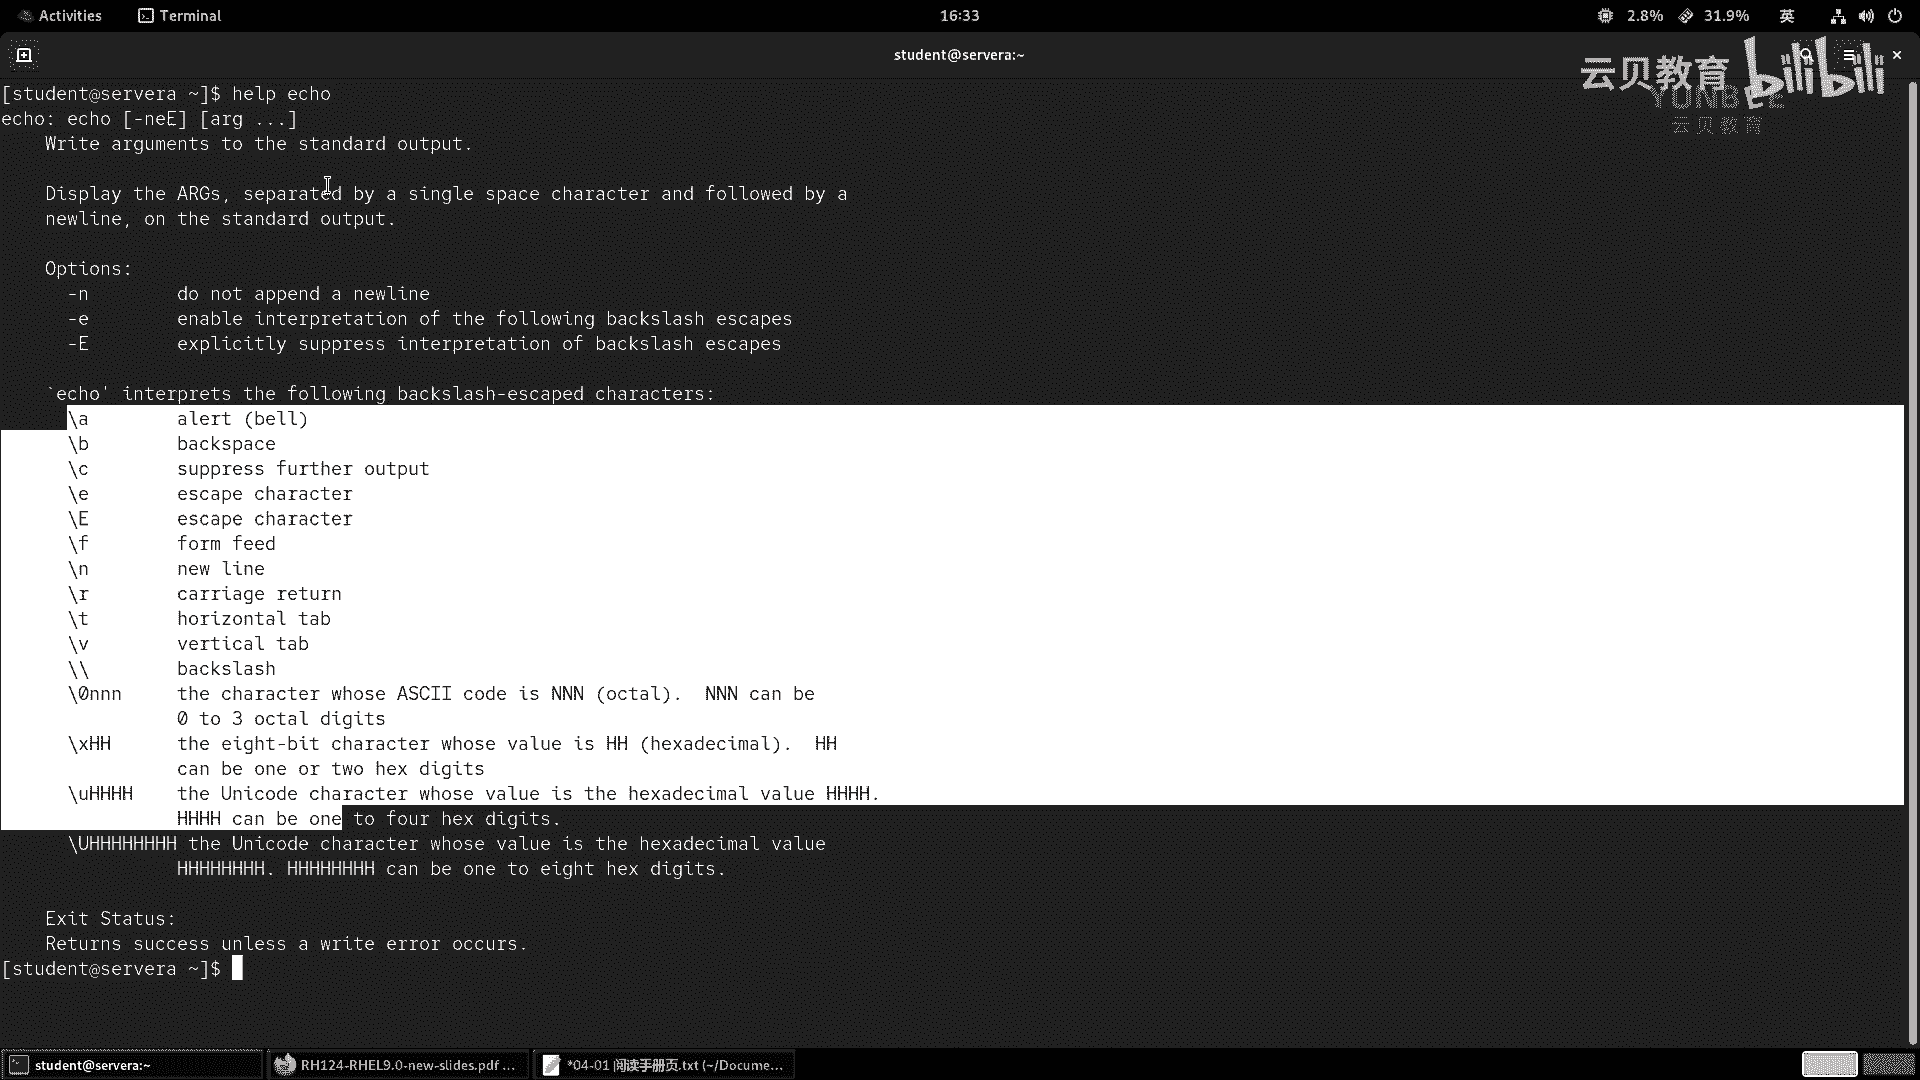 Activities Terminal 16:33 2.8% 31.9% 英
student@servera:~
云贝教育 bilibili
YUNBEE
云贝教育
[student@servera ~]$ help echo
echo: echo [-neE] [arg ...]
Write arguments to the standard output.
Display the ARGs, separated by a single space character and followed by a
newline, on the standard output.
Options:
-n do not append a newline
-e enable interpretation of the following backslash escapes
-E explicitly suppress interpretation of backslash escapes
`echo' interprets the following backslash-escaped characters:
\a alert (bell)
\b backspace
\c suppress further output
\e escape character
\E escape character
\f form feed
\n new line
\r carriage return
\t horizontal tab
\v vertical tab
\\ backslash
\0nnn the character whose ASCII code is NNN (octal).  NNN can be
0 to 3 octal digits
\xHH the eight-bit character whose value is HH (hexadecimal).  HH
can be one or two hex digits
\uHHHH the Unicode character whose value is the hexadecimal value HHHH.
HHHH can be one to four hex digits.
\UHHHHHHHH the Unicode character whose value is the hexadecimal value
HHHHHHHH. HHHHHHHH can be one to eight hex digits.
Exit Status:
Returns success unless a write error occurs.
[student@servera ~]$
student@servera:~ RH124-RHEL9.0-new-slides.pdf ... *04-01 阅读手册页.txt (~/Docume...